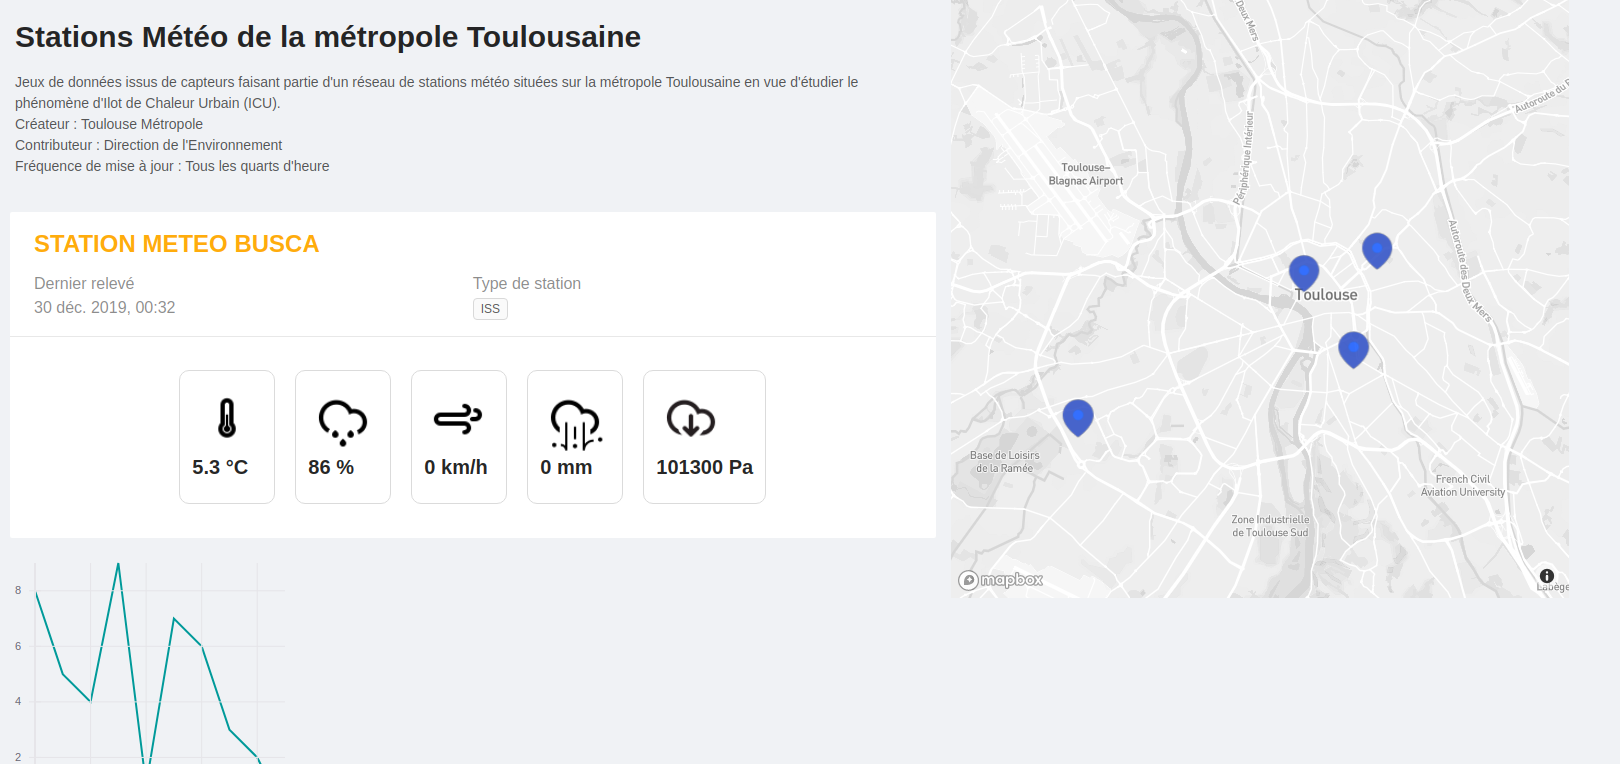 Stations Météo de la métropole Toulousaine
Jeux de données issus de capteurs faisant partie d'un réseau de stations météo situées sur la métropole Toulousaine en vue d'étudier le
phénomène d'Ilot de Chaleur Urbain (ICU).
Créateur : Toulouse Métropole
Contributeur : Direction de l'Environnement
Fréquence de mise à jour : Tous les quarts d'heure
STATION METEO BUSCA
Dernier relevé
30 déc. 2019, 00:32
Type de station
ISS
5.3 °C
86 %
0 km/h
0 mm
101300 Pa
8
6
4
2
Deux Mers
Autoroute du
Périphérique Intérieur
Toulouse–
Blagnac Airport
Autoroute des Deux Mers
Toulouse
Base de Loisirs
de la Ramée
French Civil
Aviation University
Zone Industrielle
de Toulouse Sud
mapbox
Labège